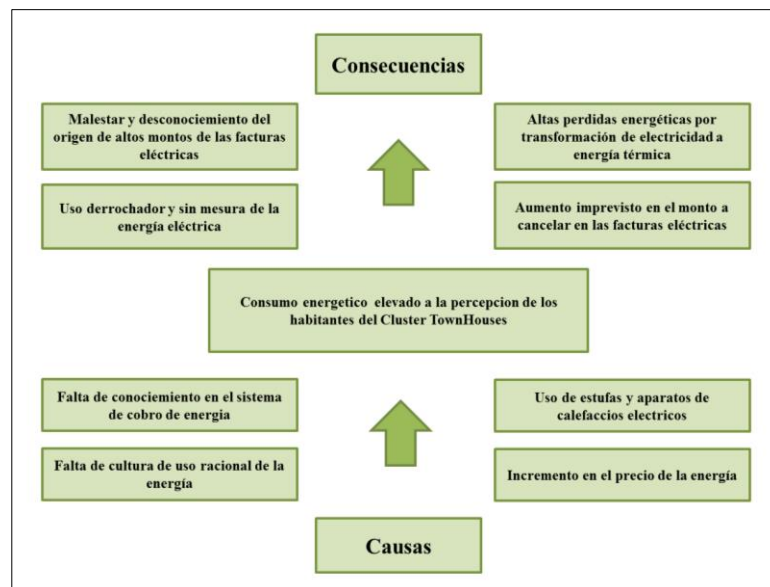 Consecuencias
Malestar y desconociemiento del
origen de altos montos de las facturas
eléctricas
Altas perdidas energéticas por
transformación de electricidad a
energía térmica
Uso derrochador y sin mesura de la
energía eléctrica
Aumento imprevisto en el monto a
cancelar en las facturas eléctricas
Consumo energetico elevado a la percepcion de los
habitantes del Cluster TownHouses
Falta de conociemiento en el sistema
de cobro de energia
Uso de estufas y aparatos de
calefaccios electricos
Falta de cultura de uso racional de la
energía
Incremento en el precio de la energía
Causas